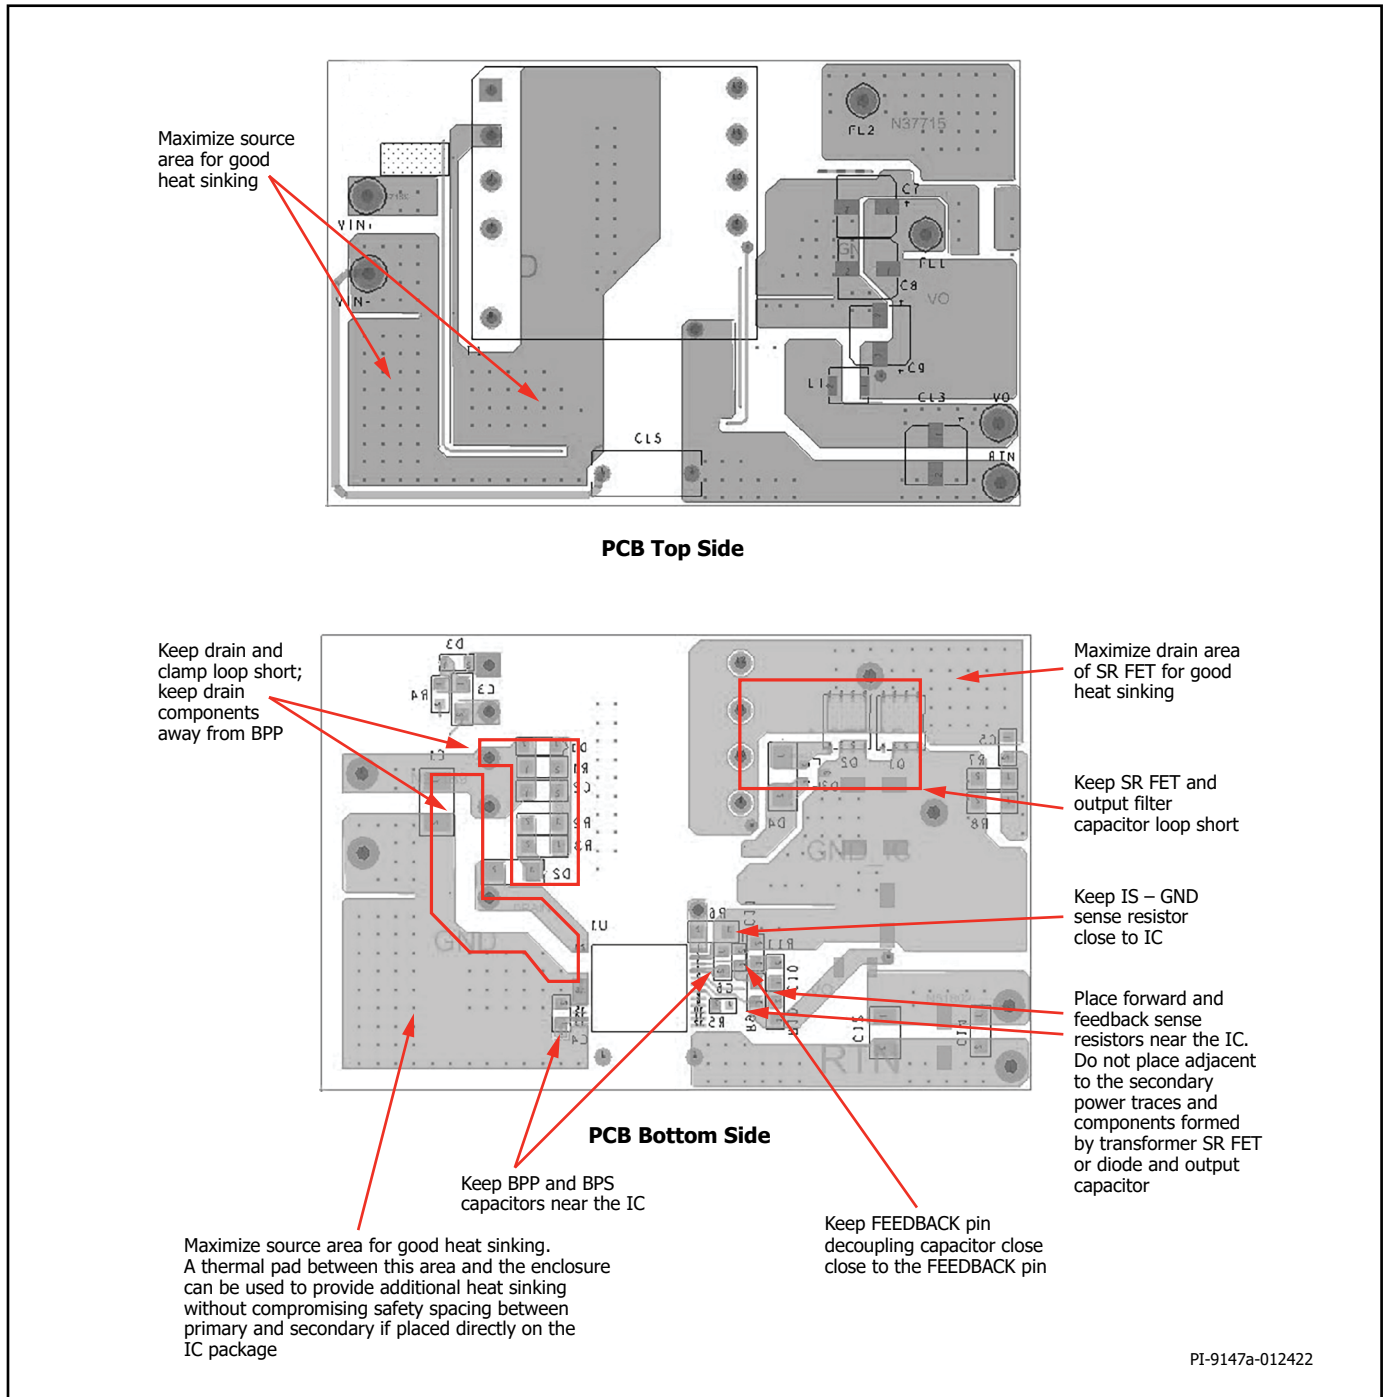 Maximize source
area for good
heat sinking
VIN+
VIN-
FL2
N37715
C7
GN
FL1
C8
VO
C9
L1
CL3
VO
RTN
CL5
T1
PCB Top Side
Keep drain and
clamp loop short;
keep drain
components
away from BPP
D3
R4
C3
C1
D1
R1
C2
R2
R3
D2
GND
U1
C4
Q2
Q1
D4
C5
R7
R8
GND
R6
C11
R11
C10
C6
R5
R9
C16
RTN
Maximize drain area
of SR FET for good
heat sinking
Keep SR FET and
output filter
capacitor loop short
Keep IS – GND
sense resistor
close to IC
Place forward and
feedback sense
resistors near the IC.
Do not place adjacent
to the secondary
power traces and
components formed
by transformer SR FET
or diode and output
capacitor
PCB Bottom Side
Keep BPP and BPS
capacitors near the IC
Keep FEEDBACK pin
decoupling capacitor close
close to the FEEDBACK pin
Maximize source area for good heat sinking.
A thermal pad between this area and the enclosure
can be used to provide additional heat sinking
without compromising safety spacing between
primary and secondary if placed directly on the
IC package
PI-9147a-012422